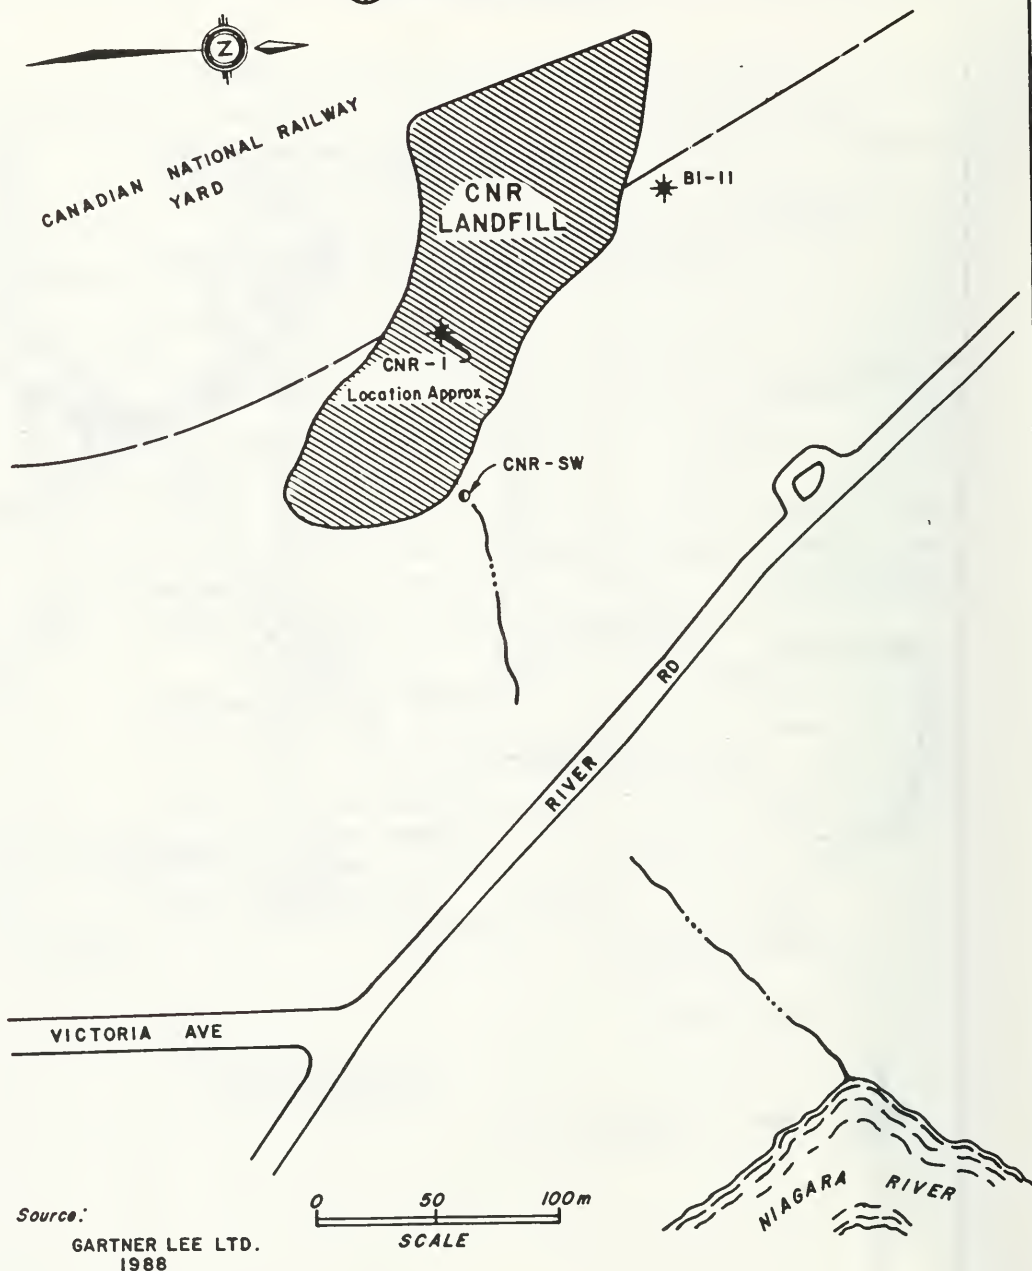 Z
CANADIAN NATIONAL RAILWAY
YARD
CNR
LANDFILL
BI-11
CNR-I
Location Approx.
CNR-SW
RIVER RD
VICTORIA AVE
NIAGARA RIVER
0 50 100m
SCALE
Source:
GARTNER LEE LTD.
1988